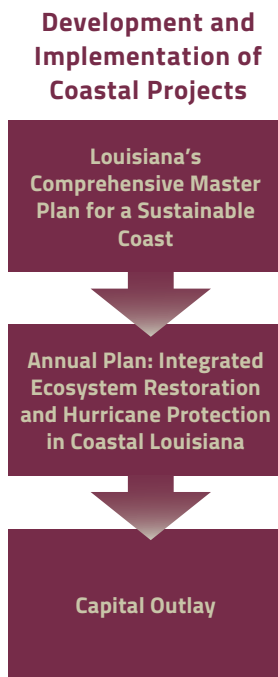 Development and
Implementation of
Coastal Projects
Louisiana’s
Comprehensive Master
Plan for a Sustainable
Coast
Annual Plan: Integrated
Ecosystem Restoration
and Hurricane Protection
in Coastal Louisiana
Capital Outlay